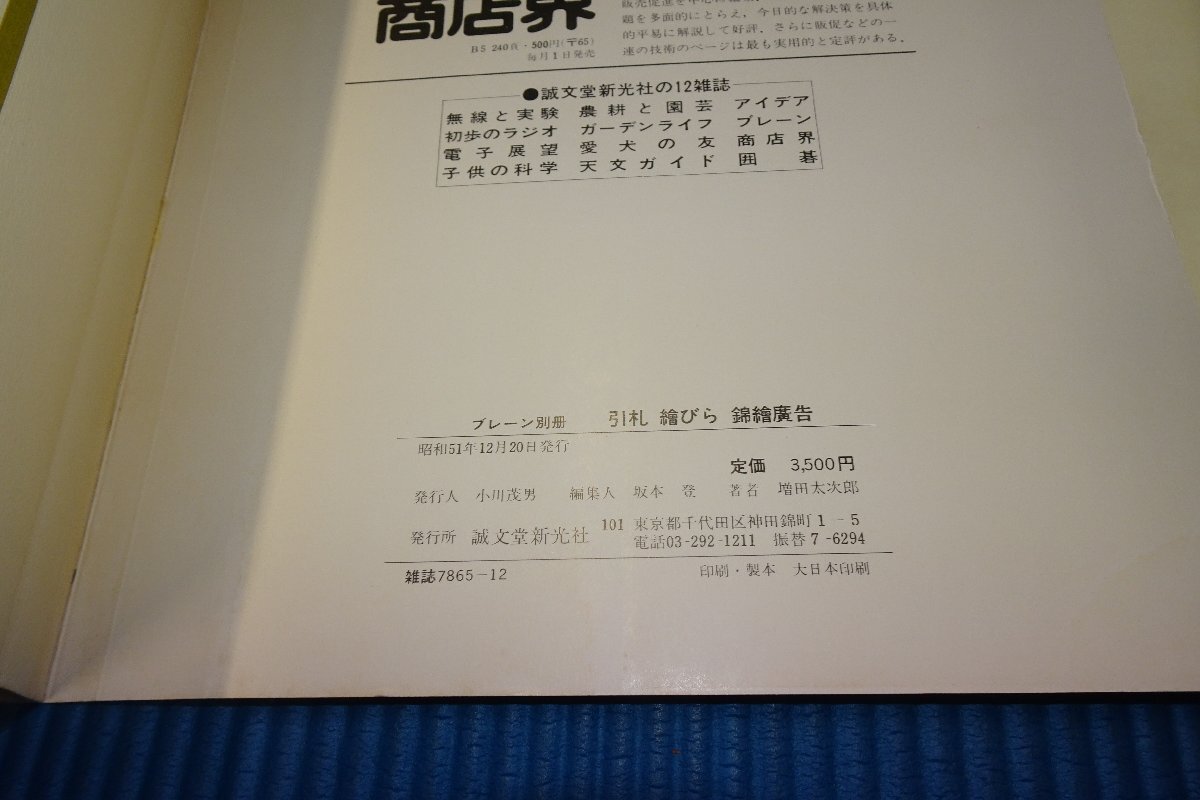 商店界
B5 240頁・500円(〒65)
毎月1日発売
題を多面的にとらえ，今日的な解決策を具体
的平易に解説して好評．さらに販促などの一
連の技術のページは最も実用的と定評がある．
●誠文堂新光社の12雑誌
無線と実験 農耕と園芸 アイデア
初歩のラジオ ガーデンライフ ブレーン
電子展望 愛犬の友 商店界
子供の科学 天文ガイド 囲碁
ブレーン別册 引札 繪びら 錦繪廣告
昭和51年12月20日発行
定価 3,500円
発行人 小川茂男 編集人 坂本 登 著者 増田太次郎
発行所 誠文堂新光社 101 東京都千代田区神田錦町1-5
電話03-292-1211 振替7-6294
雑誌7865-12 印刷・製本 大日本印刷